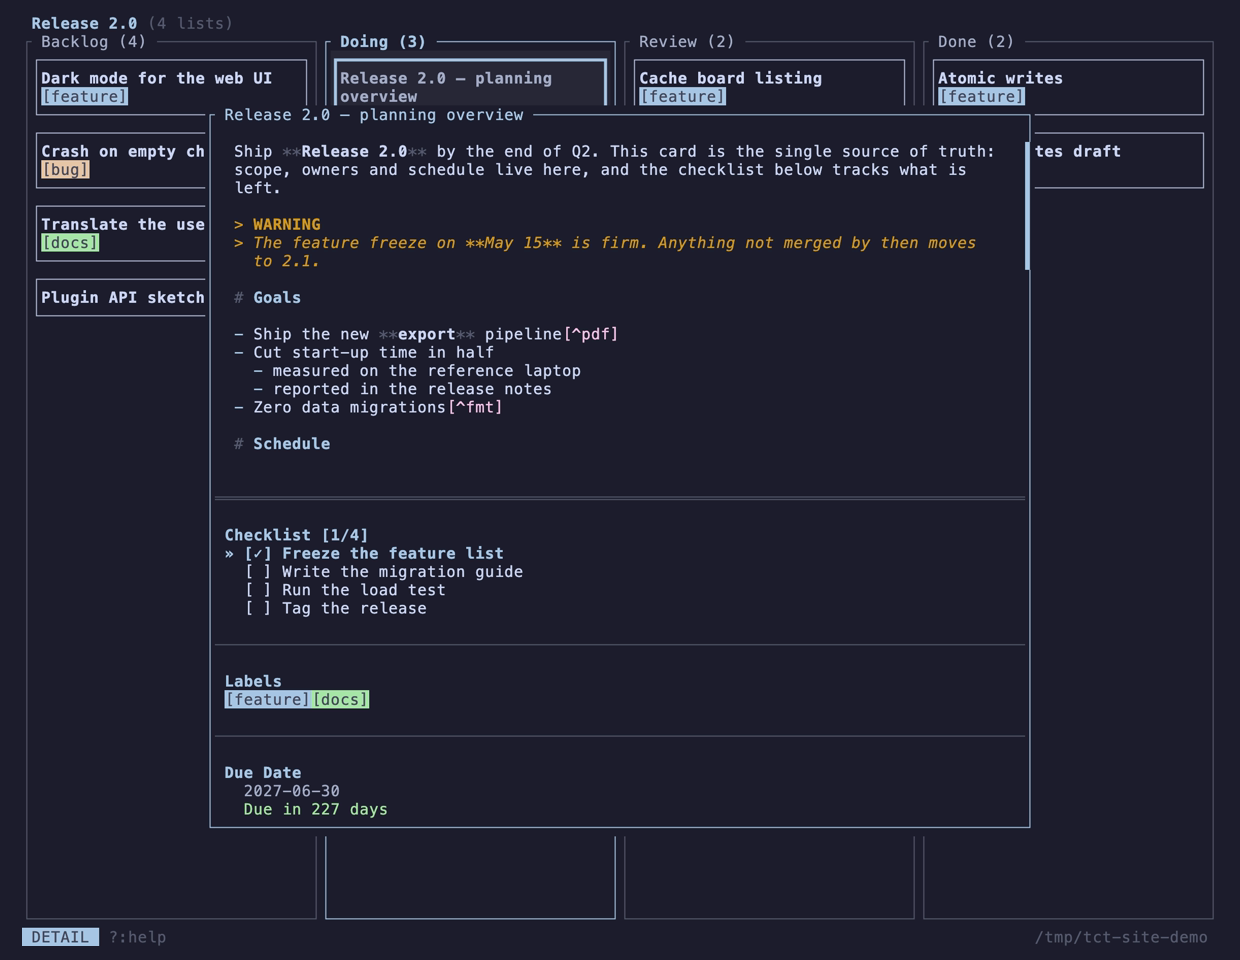 Release 2.0 (4 lists)
Backlog (4)
Doing (3)
Review (2)
Done (2)
Dark mode for the web UI
[feature]
Release 2.0 — planning
overview
Cache board listing
[feature]
Atomic writes
[feature]
Crash on empty ch
[bug]
tes draft
Translate the use
[docs]
Plugin API sketch
Release 2.0 — planning overview
Ship **Release 2.0** by the end of Q2. This card is the single source of truth:
scope, owners and schedule live here, and the checklist below tracks what is
left.
> WARNING
> The feature freeze on **May 15** is firm. Anything not merged by then moves
to 2.1.
# Goals
- Ship the new **export** pipeline[^pdf]
- Cut start-up time in half
- measured on the reference laptop
- reported in the release notes
- Zero data migrations[^fmt]
# Schedule
Checklist [1/4]
» [✓] Freeze the feature list
[ ] Write the migration guide
[ ] Run the load test
[ ] Tag the release
Labels
[feature][docs]
Due Date
2027-06-30
Due in 227 days
DETAIL ?:help
/tmp/tct-site-demo